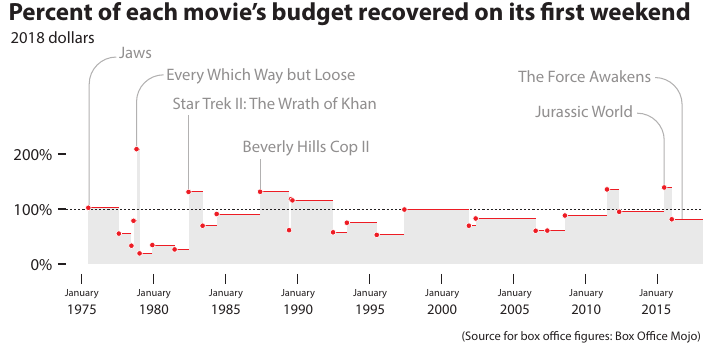 Percent of each movie's budget recovered on its first weekend
2018 dollars
Jaws
Every Which Way but Loose
The Force Awakens
Star Trek II: The Wrath of Khan
Jurassic World
Beverly Hills Cop II
200%
100%
0%
January January January January January January January January January
1975 1980 1985 1990 1995 2000 2005 2010 2015
(Source for box office figures: Box Office Mojo)